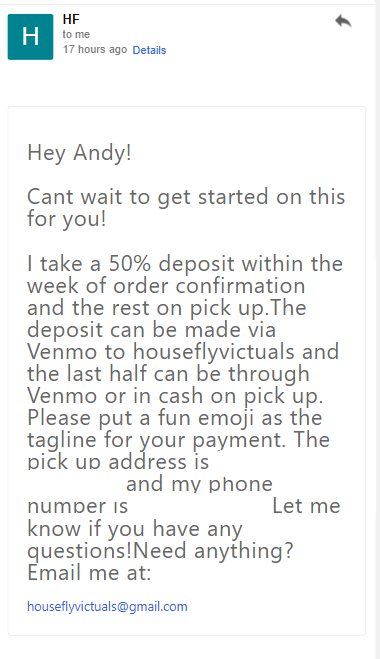 H
HF
to me
17 hours ago Details
Hey Andy!
Cant wait to get started on this
for you!
I take a 50% deposit within the
week of order confirmation
and the rest on pick up.The
deposit can be made via
Venmo to houseflyvictuals and
the last half can be through
Venmo or in cash on pick up.
Please put a fun emoji as the
tagline for your payment. The
pick up address is
and my phone
number is Let me
know if you have any
questions!Need anything?
Email me at:
houseflyvictuals@gmail.com